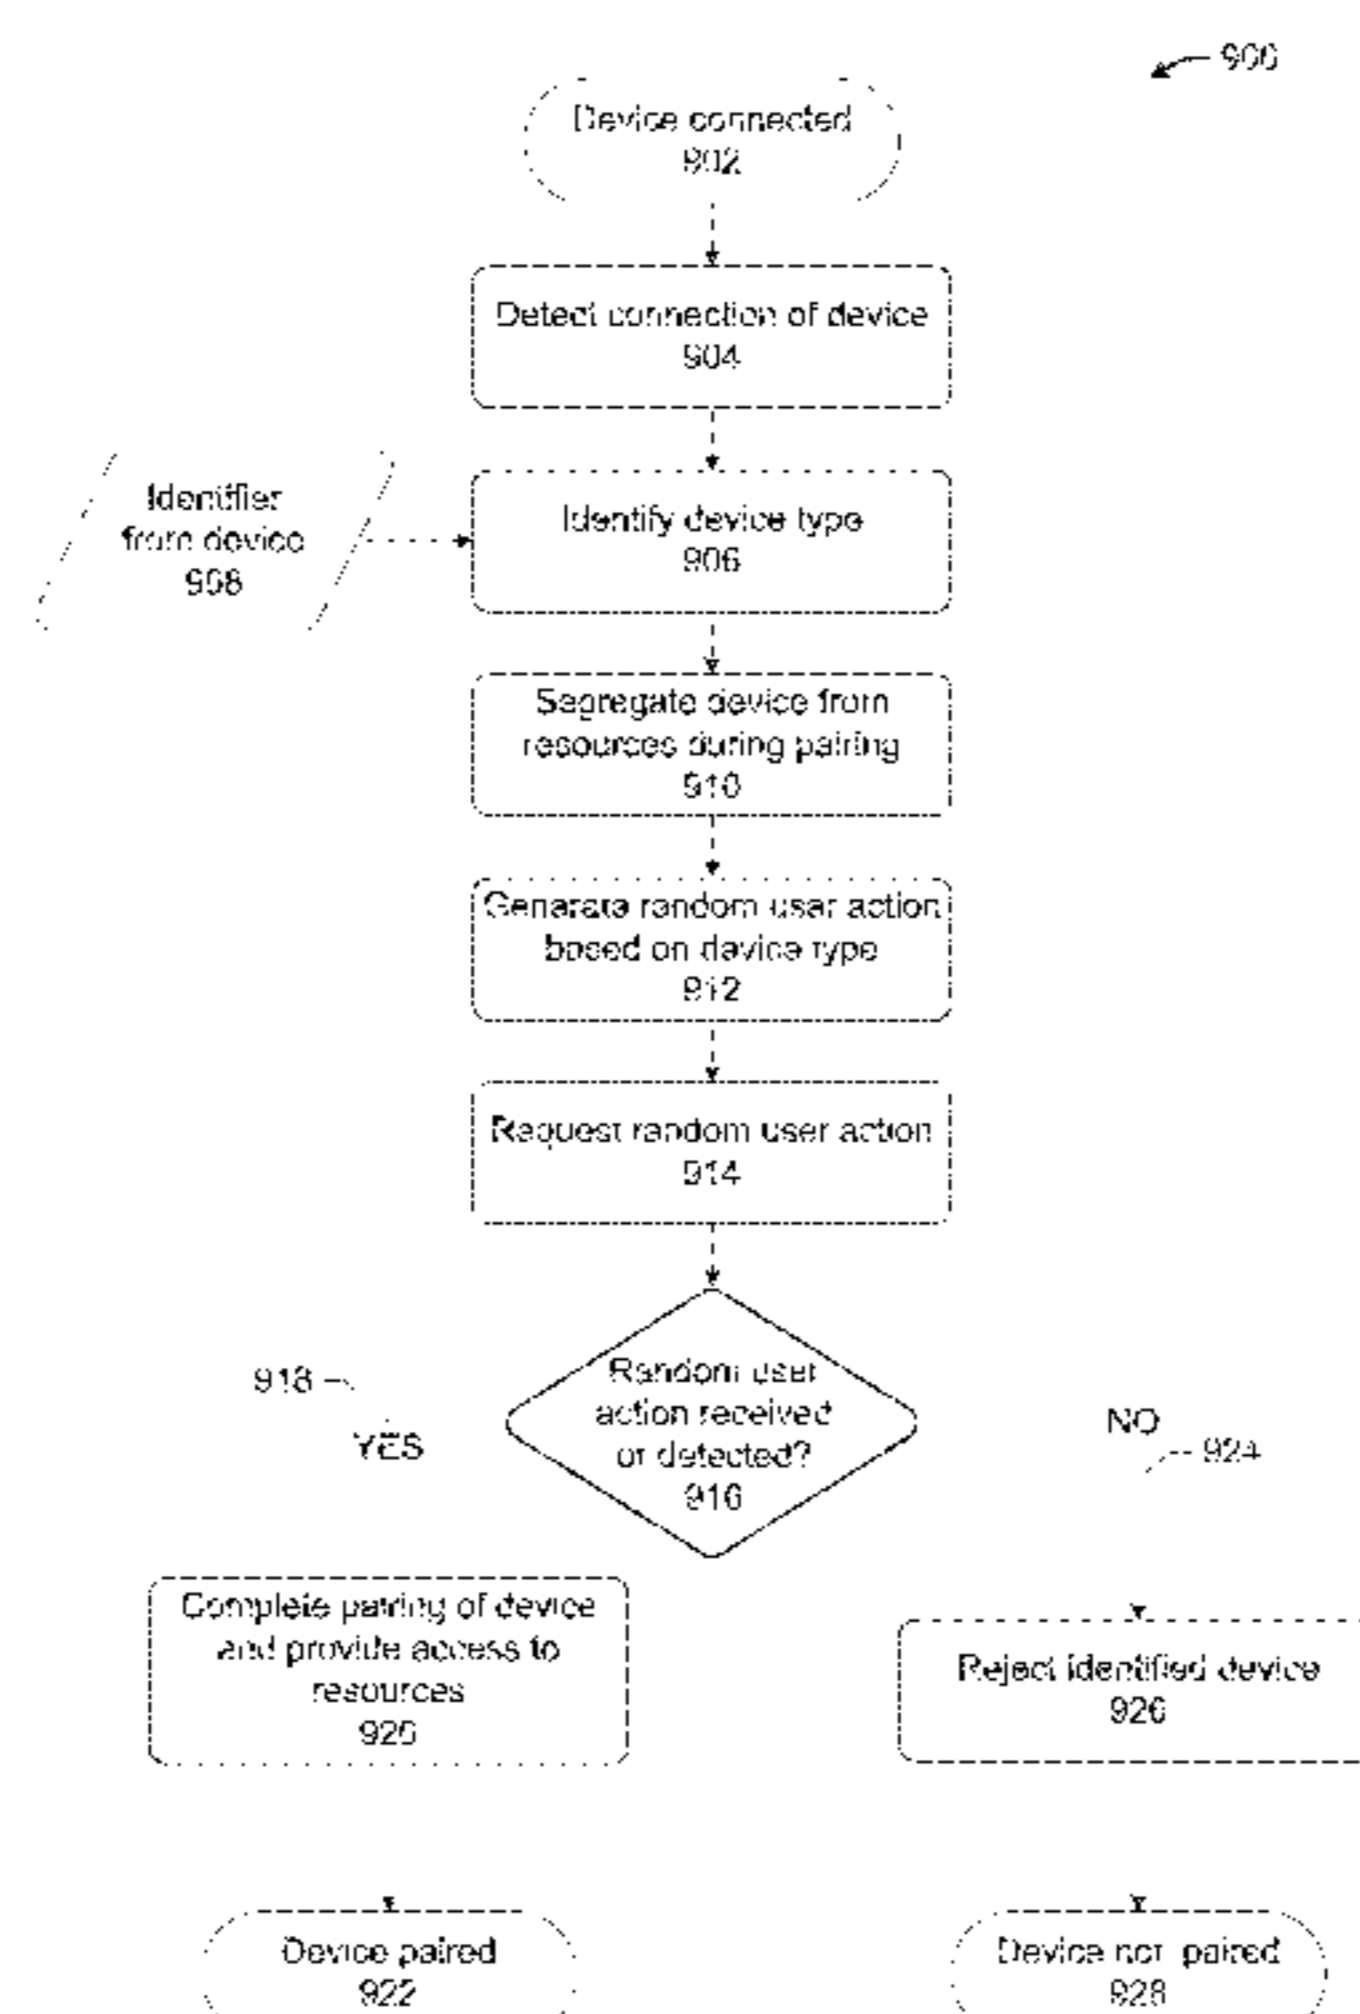 900
Device connected
902
Detect connection of device
904
Identifier
from device
908
Identify device type
906
Segregate device from
resources during pairing
910
Generate random user action
based on device type
912
Request random user action
914
Random user
action received
or detected?
916
918
YES
NO
924
Complete pairing of device
and provide access to
resources
920
Reject identified device
926
Device paired
922
Device not paired
928